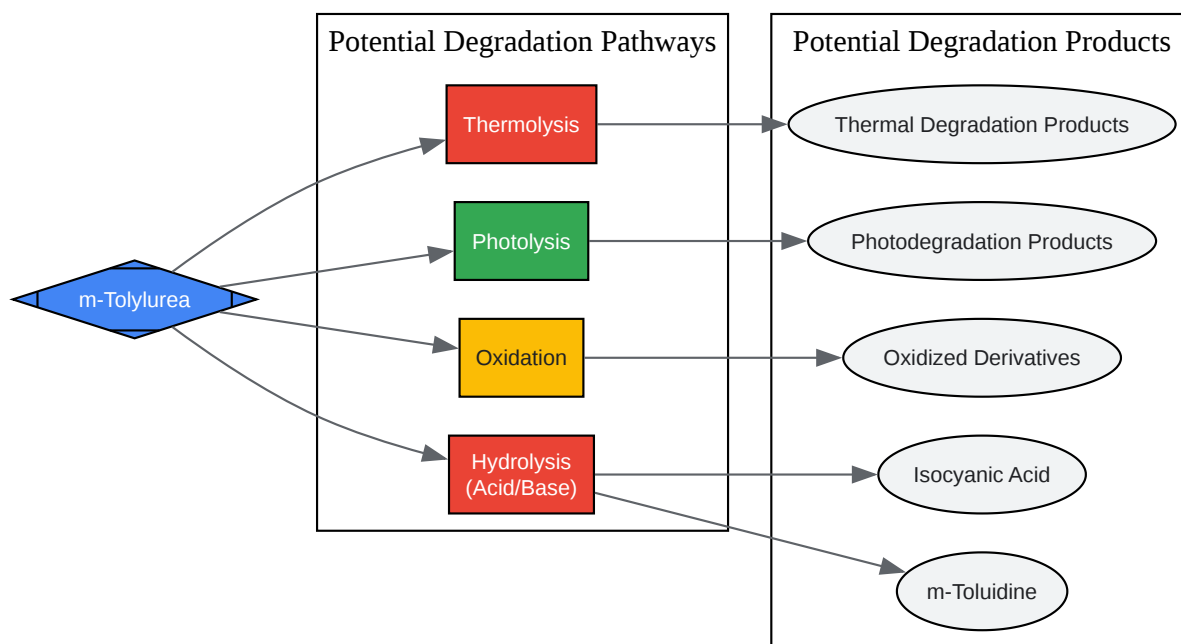 Potential Degradation Pathways
Potential Degradation Products
Thermolysis
Thermal Degradation Products
Photolysis
Photodegradation Products
m-Tolylurea
Oxidation
Oxidized Derivatives
Hydrolysis
(Acid/Base)
Isocyanic Acid
m-Toluidine